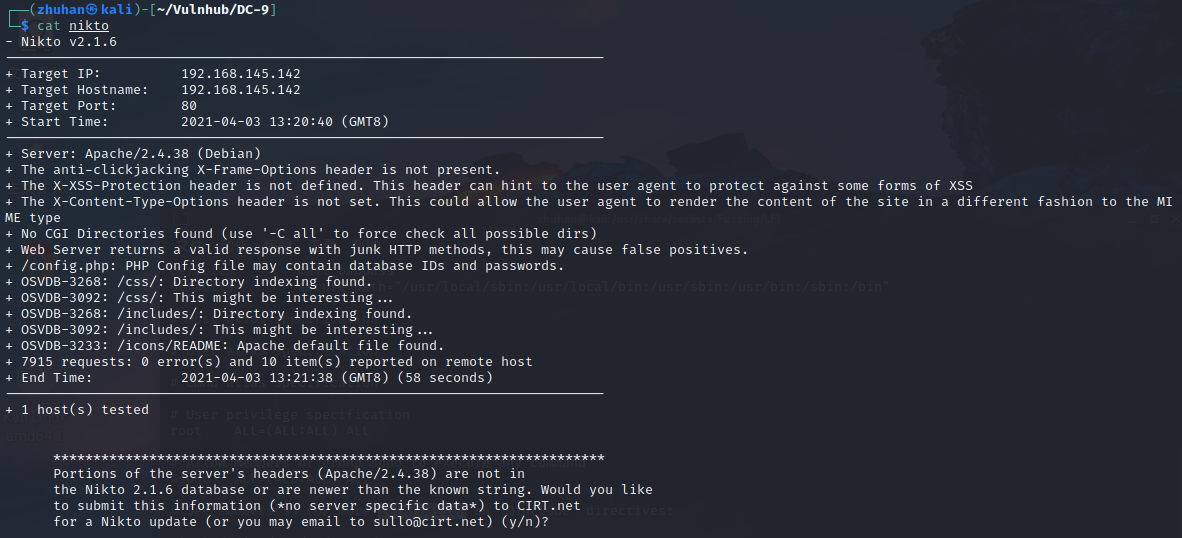 (zhuhan㉿kali)-[~/Vulnhub/DC-9]
$ cat nikto
- Nikto v2.1.6
+ Target IP: 192.168.145.142
+ Target Hostname: 192.168.145.142
+ Target Port: 80
+ Start Time: 2021-04-03 13:20:40 (GMT8)
+ Server: Apache/2.4.38 (Debian)
+ The anti-clickjacking X-Frame-Options header is not present.
+ The X-XSS-Protection header is not defined. This header can hint to the user agent to protect against some forms of XSS
+ The X-Content-Type-Options header is not set. This could allow the user agent to render the content of the site in a different fashion to the MI
ME type
+ No CGI Directories found (use '-C all' to force check all possible dirs)
+ Web Server returns a valid response with junk HTTP methods, this may cause false positives.
+ /config.php: PHP Config file may contain database IDs and passwords.
+ OSVDB-3268: /css/: Directory indexing found.
+ OSVDB-3092: /css/: This might be interesting...
+ OSVDB-3268: /includes/: Directory indexing found.
+ OSVDB-3092: /includes/: This might be interesting...
+ OSVDB-3233: /icons/README: Apache default file found.
+ 7915 requests: 0 error(s) and 10 item(s) reported on remote host
+ End Time: 2021-04-03 13:21:38 (GMT8) (58 seconds)
+ 1 host(s) tested
# User privilege specification
root ALL=(ALL:ALL) ALL
*********************************************************************
Portions of the server's headers (Apache/2.4.38) are not in
the Nikto 2.1.6 database or are newer than the known string. Would you like
to submit this information (*no server specific data*) to CIRT.net
for a Nikto update (or you may email to sullo@cirt.net) (y/n)?